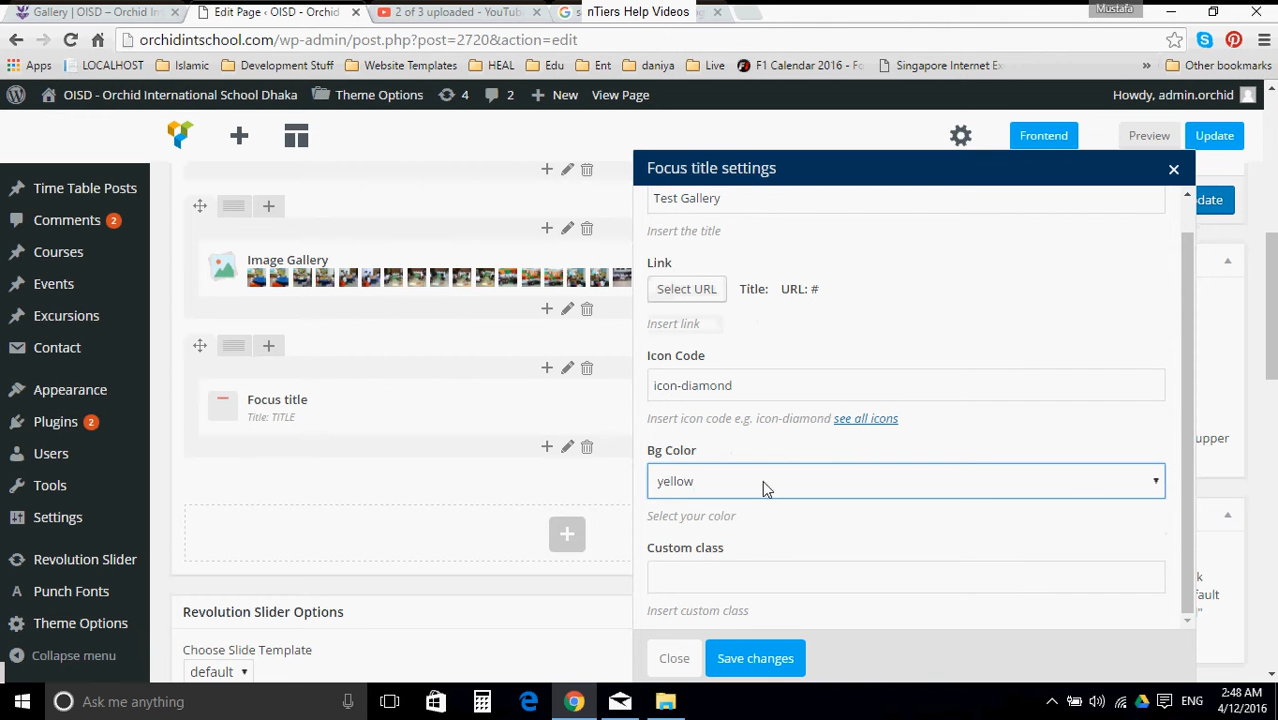 Gallery | OISD - Orchid In
Edit Page ‹ OISD - Orchid
2 of 3 uploaded - YouTub
nTiers Help Videos
Mustafa
orchidintschool.com/wp-admin/post.php?post=2720&action=edit
Apps LOCALHOST Islamic Development Stuff Website Templates HEAL Edu Ent daniya Live F1 Calendar 2016 - Fo Singapore Internet Ex » Other bookmarks
OISD - Orchid International School Dhaka Theme Options 4 2 New View Page Howdy, admin.orchid
Frontend Preview Update
Time Table Posts
Comments 2
Courses
Events
Excursions
Contact
Appearance
Plugins 2
Users
Tools
Settings
Revolution Slider
Punch Fonts
Theme Options
Collapse menu
Image Gallery
Focus title
Title: TITLE
Revolution Slider Options
Choose Slide Template
default
Focus title settings
Test Gallery
Insert the title
Link
Select URL Title: URL: #
Insert link
Icon Code
icon-diamond
Insert icon code e.g. icon-diamond see all icons
Bg Color
yellow
Select your color
Custom class
Insert custom class
Close Save changes
date
upper
k
efault
"
Ask me anything
ENG
2:48 AM
4/12/2016